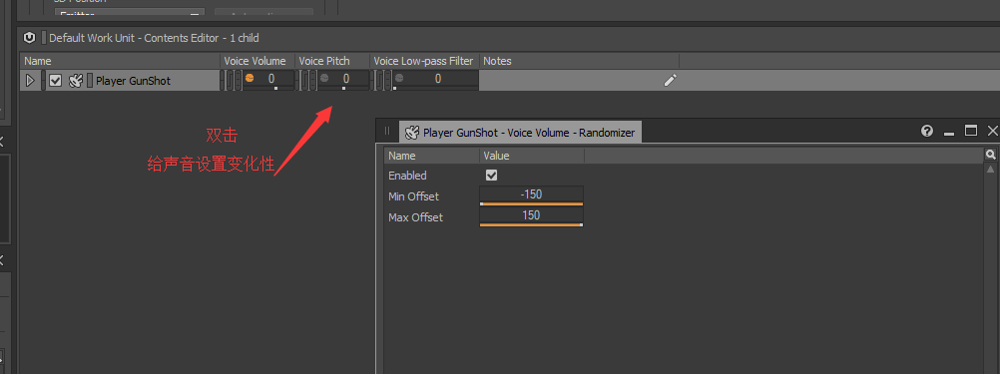 Default Work Unit - Contents Editor - 1 child
Name Voice Volume Voice Pitch Voice Low-pass Filter Notes
Player GunShot 0 0 0
双击
给声音设置变化性
Player GunShot - Voice Volume - Randomizer
Name Value
Enabled
Min Offset -150
Max Offset 150